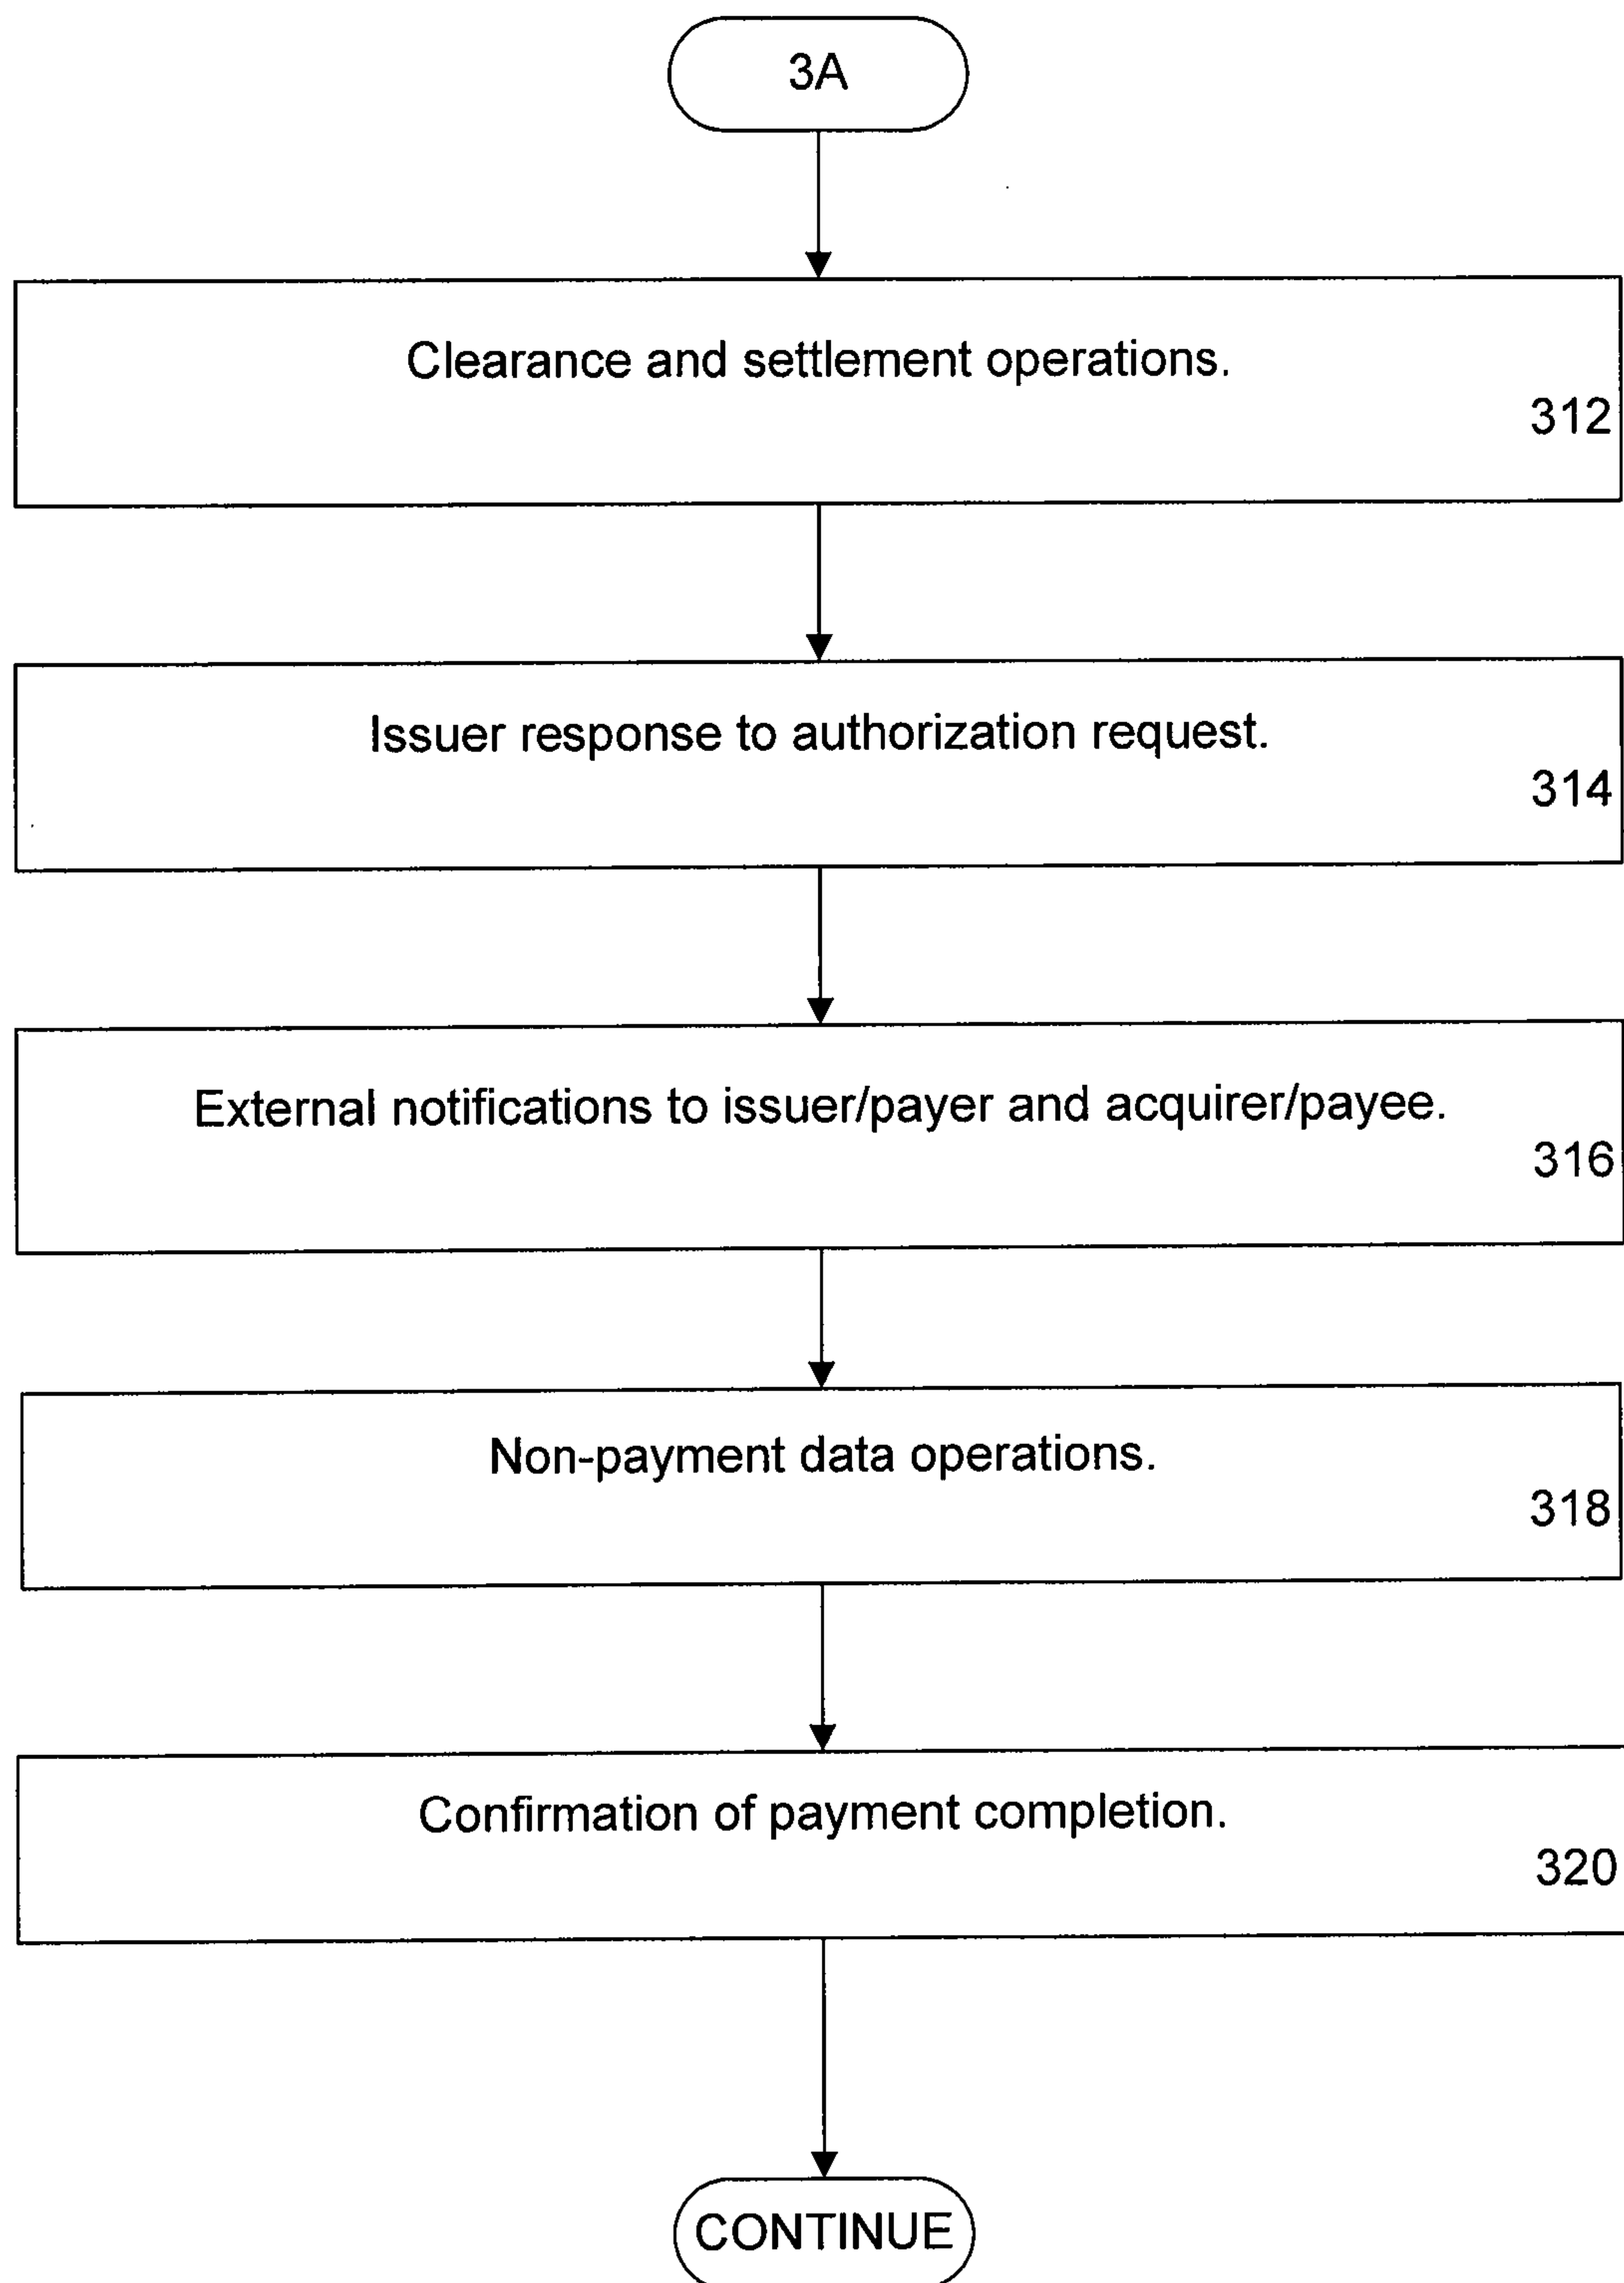 3A
Clearance and settlement operations.
312
Issuer response to authorization request.
314
External notifications to issuer/payer and acquirer/payee.
316
Non-payment data operations.
318
Confirmation of payment completion.
320
CONTINUE